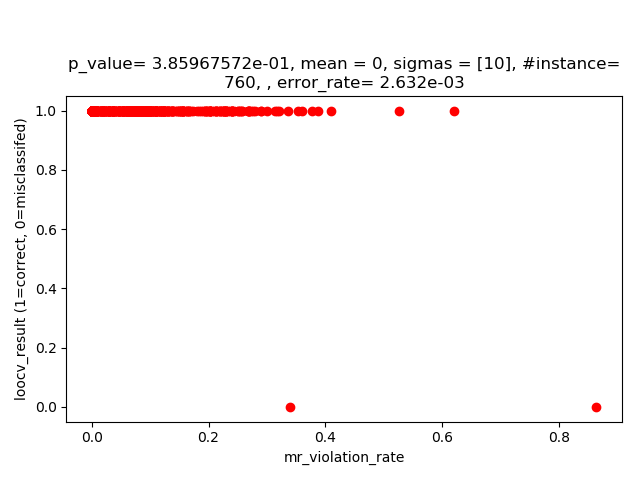 p_value= 3.85967572e-01, mean = 0, sigmas = [10], #instance=
760, , error_rate= 2.632e-03
1.0
0.8
0.6
0.4
0.2
0.0
loocv_result (1=correct, 0=misclassifed)
0.0 0.2 0.4 0.6 0.8
mr_violation_rate